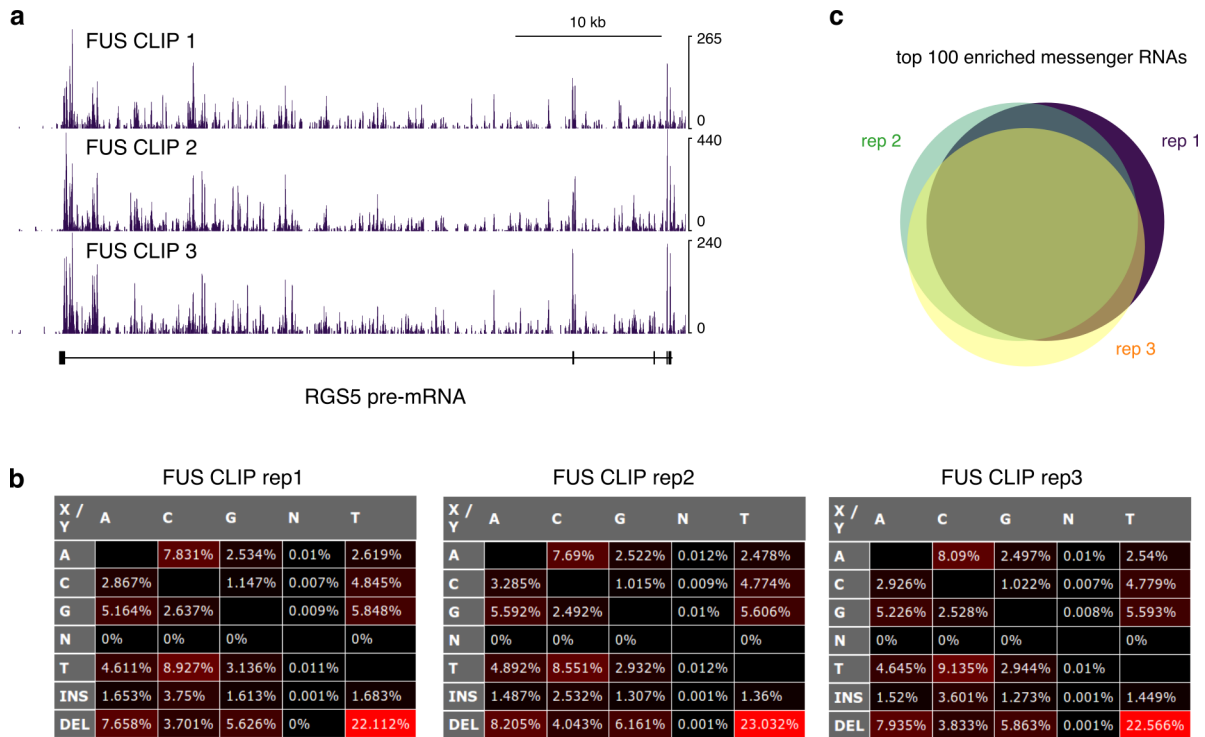 a
10 kb
FUS CLIP 1
265
0
FUS CLIP 2
440
0
FUS CLIP 3
240
0
RGS5 pre-mRNA
c
top 100 enriched messenger RNAs
rep 2
rep 1
rep 3
b
FUS CLIP rep1
X / Y A C G N T
A 7.831% 2.534% 0.01% 2.619%
C 2.867% 1.147% 0.007% 4.845%
G 5.164% 2.637% 0.009% 5.848%
N 0% 0% 0% 0%
T 4.611% 8.927% 3.136% 0.011%
INS 1.653% 3.75% 1.613% 0.001% 1.683%
DEL 7.658% 3.701% 5.626% 0% 22.112%
FUS CLIP rep2
X / Y A C G N T
A 7.69% 2.522% 0.012% 2.478%
C 3.285% 1.015% 0.009% 4.774%
G 5.592% 2.492% 0.01% 5.606%
N 0% 0% 0% 0%
T 4.892% 8.551% 2.932% 0.012%
INS 1.487% 2.532% 1.307% 0.001% 1.36%
DEL 8.205% 4.043% 6.161% 0.001% 23.032%
FUS CLIP rep3
X / Y A C G N T
A 8.09% 2.497% 0.01% 2.54%
C 2.926% 1.022% 0.007% 4.779%
G 5.226% 2.528% 0.008% 5.593%
N 0% 0% 0% 0%
T 4.645% 9.135% 2.944% 0.01%
INS 1.52% 3.601% 1.273% 0.001% 1.449%
DEL 7.935% 3.833% 5.863% 0.001% 22.566%